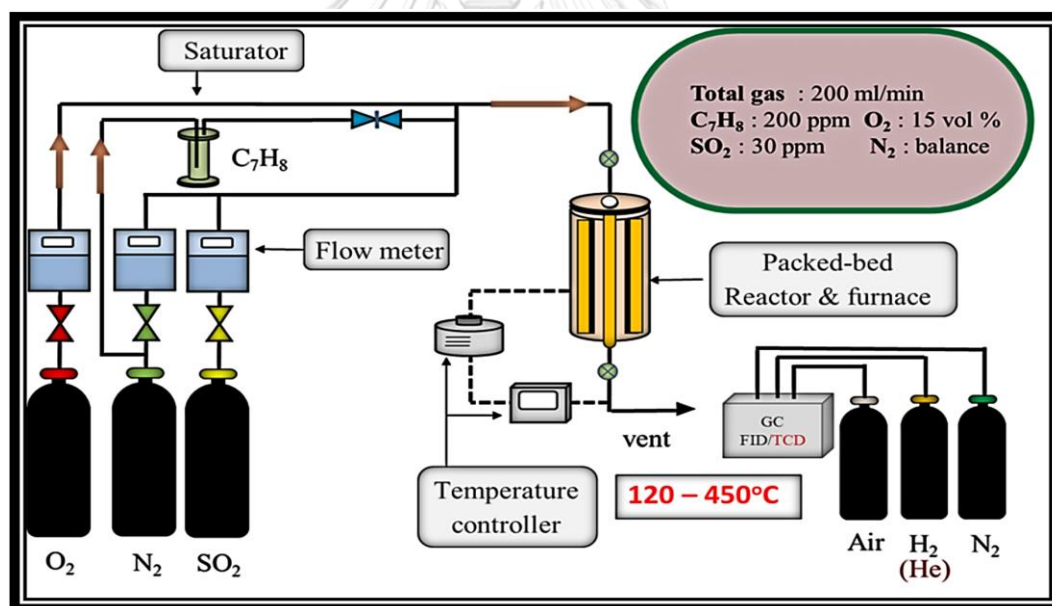 Saturator
Total gas : 200 ml/min
C₇H₈ : 200 ppm O₂ : 15 vol %
SO₂ : 30 ppm N₂ : balance
C₇H₈
Flow meter
Packed-bed
Reactor & furnace
GC
FID/TCD
vent
Temperature
controller
120 – 450°C
O₂ N₂ SO₂
Air H₂ N₂
(He)